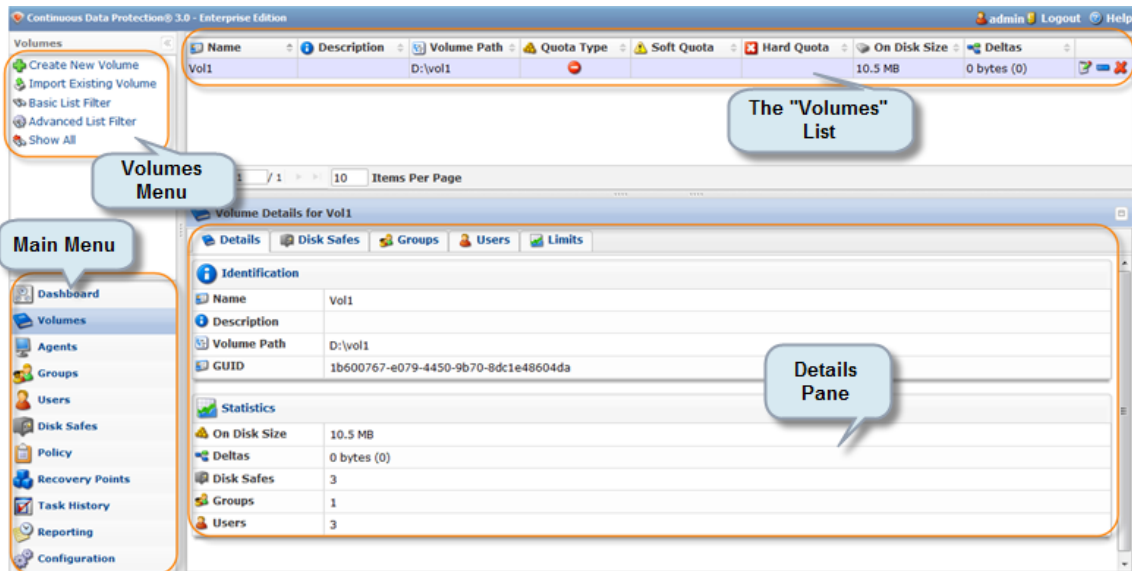 Continuous Data Protection® 3.0 - Enterprise Edition
admin Logout Help
Volumes
Create New Volume
Import Existing Volume
Basic List Filter
Advanced List Filter
Show All
Volumes Menu
Name Description Volume Path Quota Type Soft Quota Hard Quota On Disk Size Deltas
Vol1 D:\vol1 10.5 MB 0 bytes (0)
The "Volumes"
List
1 / 1 10 Items Per Page
Main Menu
Dashboard
Volumes
Agents
Groups
Users
Disk Safes
Policy
Recovery Points
Task History
Reporting
Configuration
Volume Details for Vol1
Details Disk Safes Groups Users Limits
Identification
Name Vol1
Description
Volume Path D:\vol1
GUID 1b600767-e079-4450-9b70-8dc1e48604da
Details
Pane
Statistics
On Disk Size 10.5 MB
Deltas 0 bytes (0)
Disk Safes 3
Groups 1
Users 3